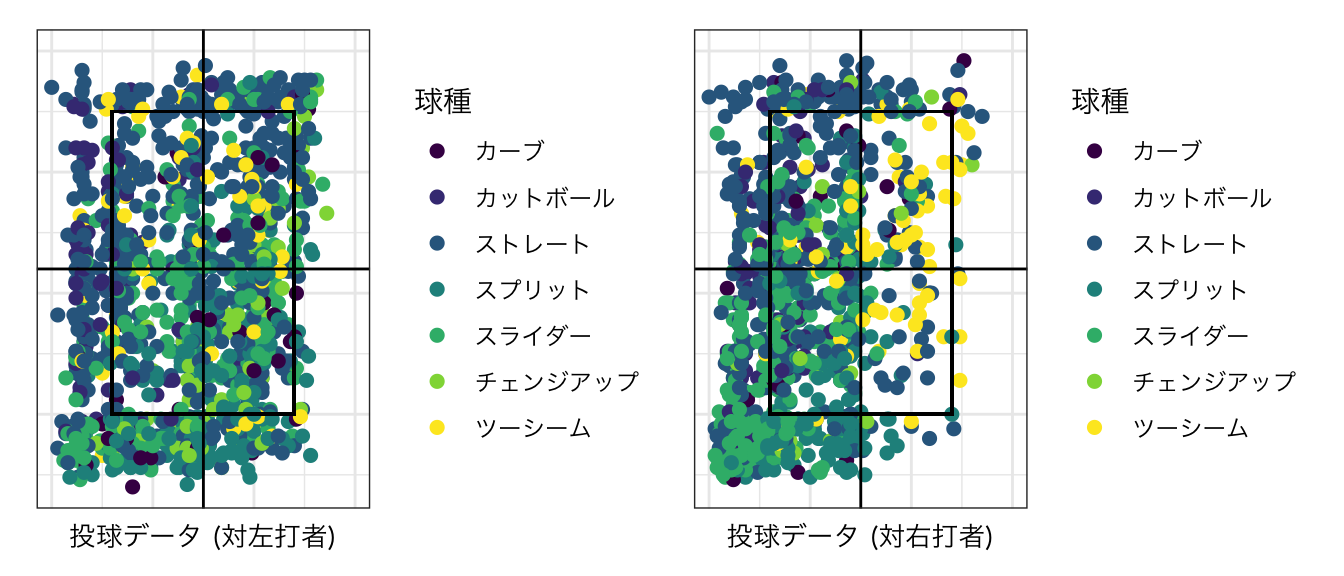 球種
カーブ
カットボール
ストレート
スプリット
スライダー
チェンジアップ
ツーシーム
投球データ (対左打者)
球種
カーブ
カットボール
ストレート
スプリット
スライダー
チェンジアップ
ツーシーム
投球データ (対右打者)